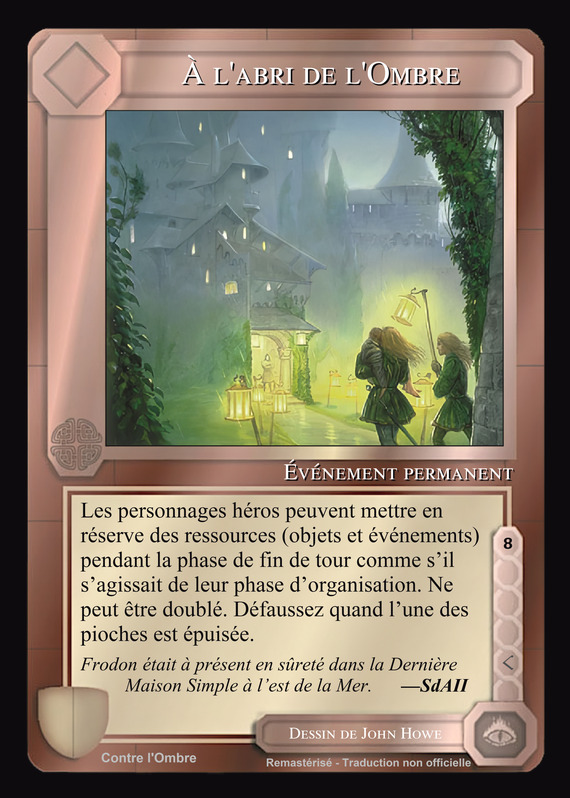 À l'abri de l'Ombre
Événement permanent
Les personnages héros peuvent mettre en
réserve des ressources (objets et événements)
pendant la phase de fin de tour comme s’il
s’agissait de leur phase d’organisation. Ne
peut être doublé. Défaussez quand l’une des
pioches est épuisée.
Frodon était à présent en sûreté dans la Dernière
Maison Simple à l’est de la Mer. —SdAII
8
Dessin de John Howe
Contre l'Ombre
Remastérisé - Traduction non officielle